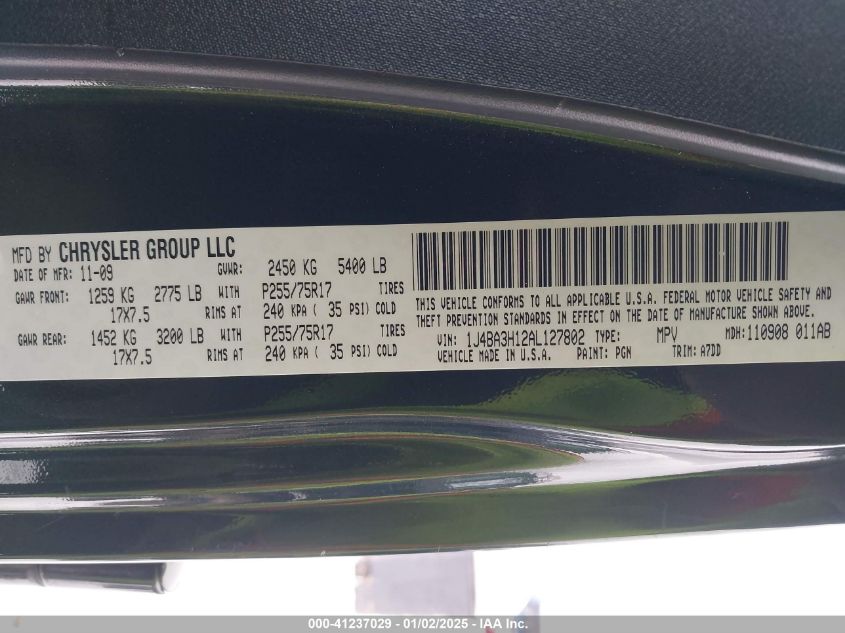 MFD BY CHRYSLER GROUP LLC
DATE OF MFR: 11-09 GVWR: 2450 KG 5400 LB
GAWR FRONT: 1259 KG 2775 LB WITH P255/75R17 TIRES
17X7.5 RIMS AT 240 KPA ( 35 PSI) COLD
GAWR REAR: 1452 KG 3200 LB WITH P255/75R17 TIRES
17X7.5 RIMS AT 240 KPA ( 35 PSI) COLD
THIS VEHICLE CONFORMS TO ALL APPLICABLE U.S.A. FEDERAL MOTOR VEHICLE SAFETY AND
THEFT PREVENTION STANDARDS IN EFFECT ON THE DATE OF MANUFACTURE SHOWN ABOVE.
VIN: 1J4BA3H12AL127802 TYPE: MPV MDH: 110908 011AB
VEHICLE MADE IN U.S.A. PAINT: PGN TRIM: A7DD
000-41237029 - 01/02/2025 - IAA Inc.